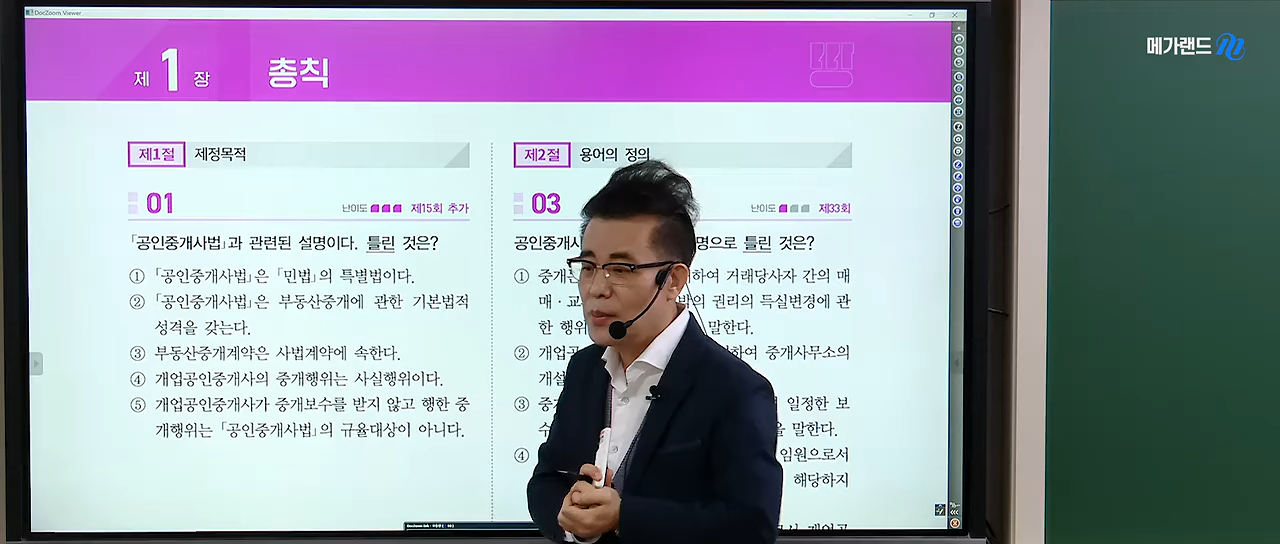 DocZoom Viewer
메가랜드
제 1 장 총칙
제1절 제정목적
01 난이도 제15회 추가
「공인중개사법」과 관련된 설명이다. 틀린 것은?
① 「공인중개사법」은 「민법」의 특별법이다.
② 「공인중개사법」은 부동산중개에 관한 기본법적
성격을 갖는다.
③ 부동산중개계약은 사법계약에 속한다.
④ 개업공인중개사의 중개행위는 사실행위이다.
⑤ 개업공인중개사가 중개보수를 받지 않고 행한 중
개행위는 「공인중개사법」의 규율대상이 아니다.
제2절 용어의 정의
03 난이도 제33회
공인중개사 명으로 틀린 것은?
① 중개 하여 거래당사자 간의 매
매·교 의 권리의 득실변경에 관
한 행위 말한다.
② 개업공 하여 중개사무소의
개설
③ 중 일정한 보
수 을 말한다.
④ 임원으로서
해당하지